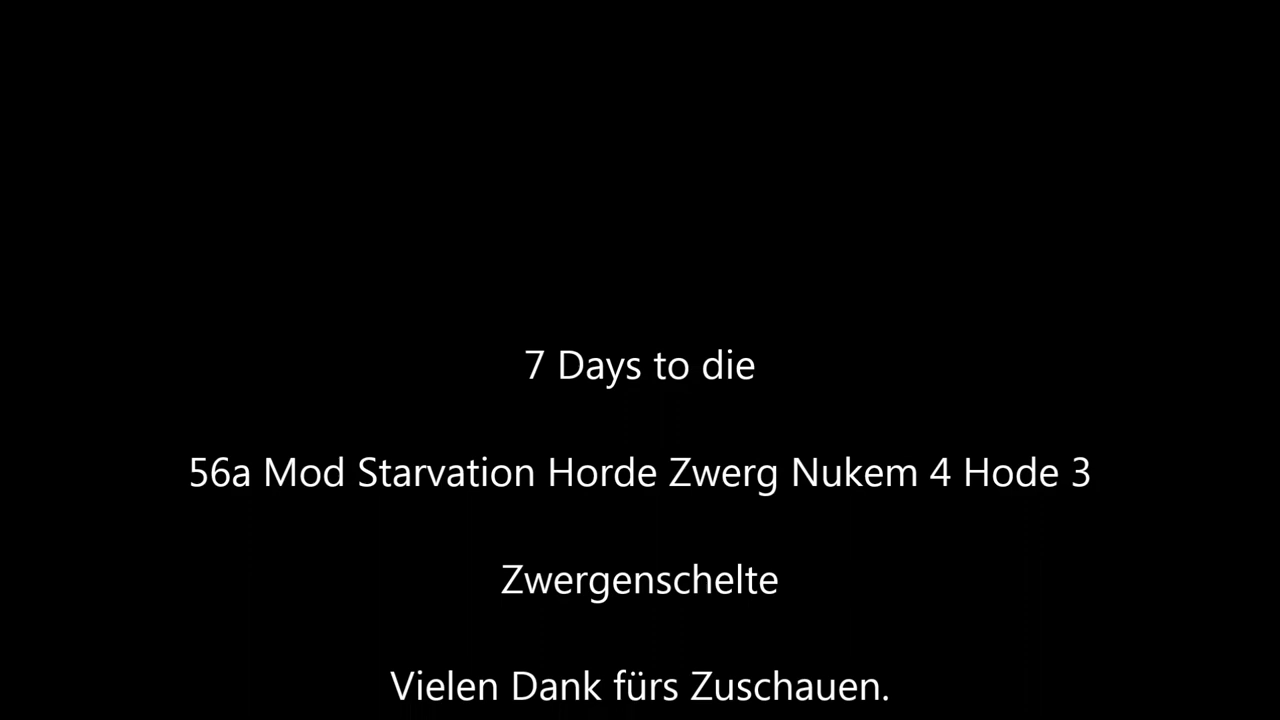 7 Days to die
56a Mod Starvation Horde Zwerg Nukem 4 Hode 3
Zwergenschelte
Vielen Dank fürs Zuschauen.